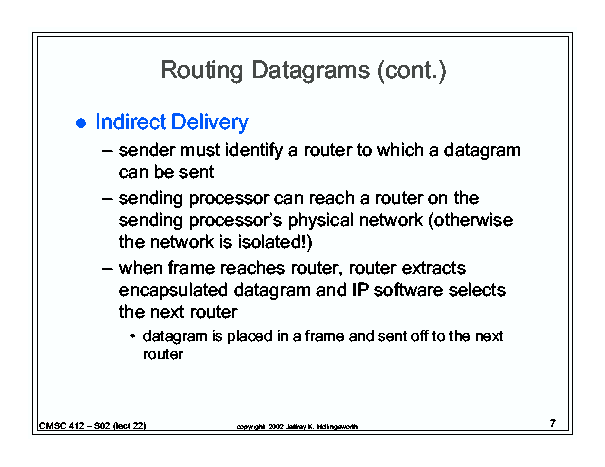 Routing Datagrams (cont.)
● Indirect Delivery
– sender must identify a router to which a datagram
can be sent
– sending processor can reach a router on the
sending processor's physical network (otherwise
the network is isolated!)
– when frame reaches router, router extracts
encapsulated datagram and IP software selects
the next router
• datagram is placed in a frame and sent off to the next
router
CMSC 412 – S02 (lect 22)
copyright 2002 Jeffrey K. Hollingsworth
7